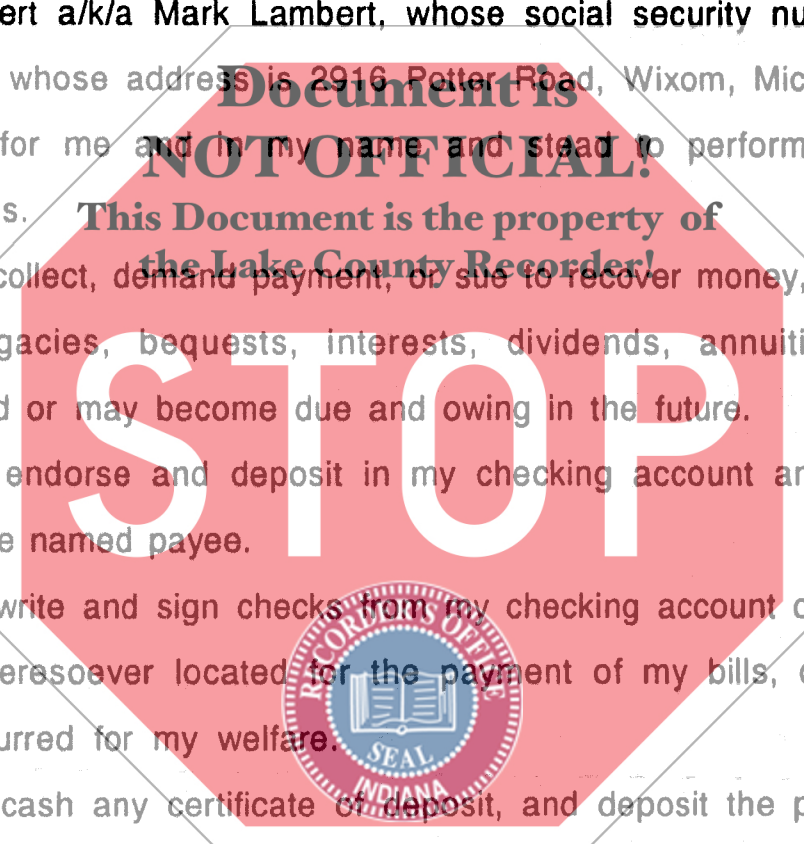 ert a/k/a Mark Lambert, whose social security nu
whose address is 2916 Potter Road, Wixom, Mic
for me and in my name and stead to perform
s.
collect, demand payment, or sue to recover money,
gacies, bequests, interests, dividends, annuiti
d or may become due and owing in the future.
endorse and deposit in my checking account an
e named payee.
write and sign checks from my checking account o
eresoever located for the payment of my bills, o
urred for my welfare.
cash any certificate of deposit, and deposit the p
Document is
NOT OFFICIAL!
This Document is the property of
the Lake County Recorder!
STOP
RECORDER'S OFFICE
SEAL
INDIANA